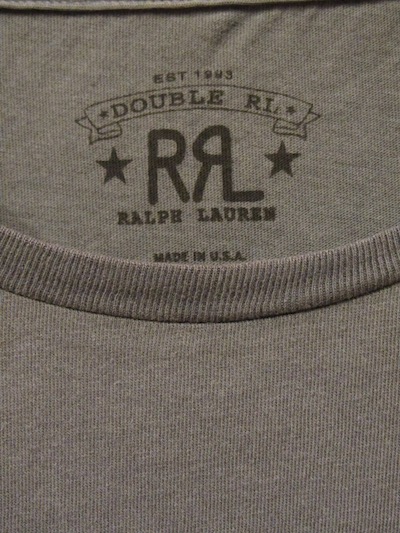 EST 1993
★DOUBLE RL★
★ RRL ★
RALPH LAUREN
MADE IN U.S.A.